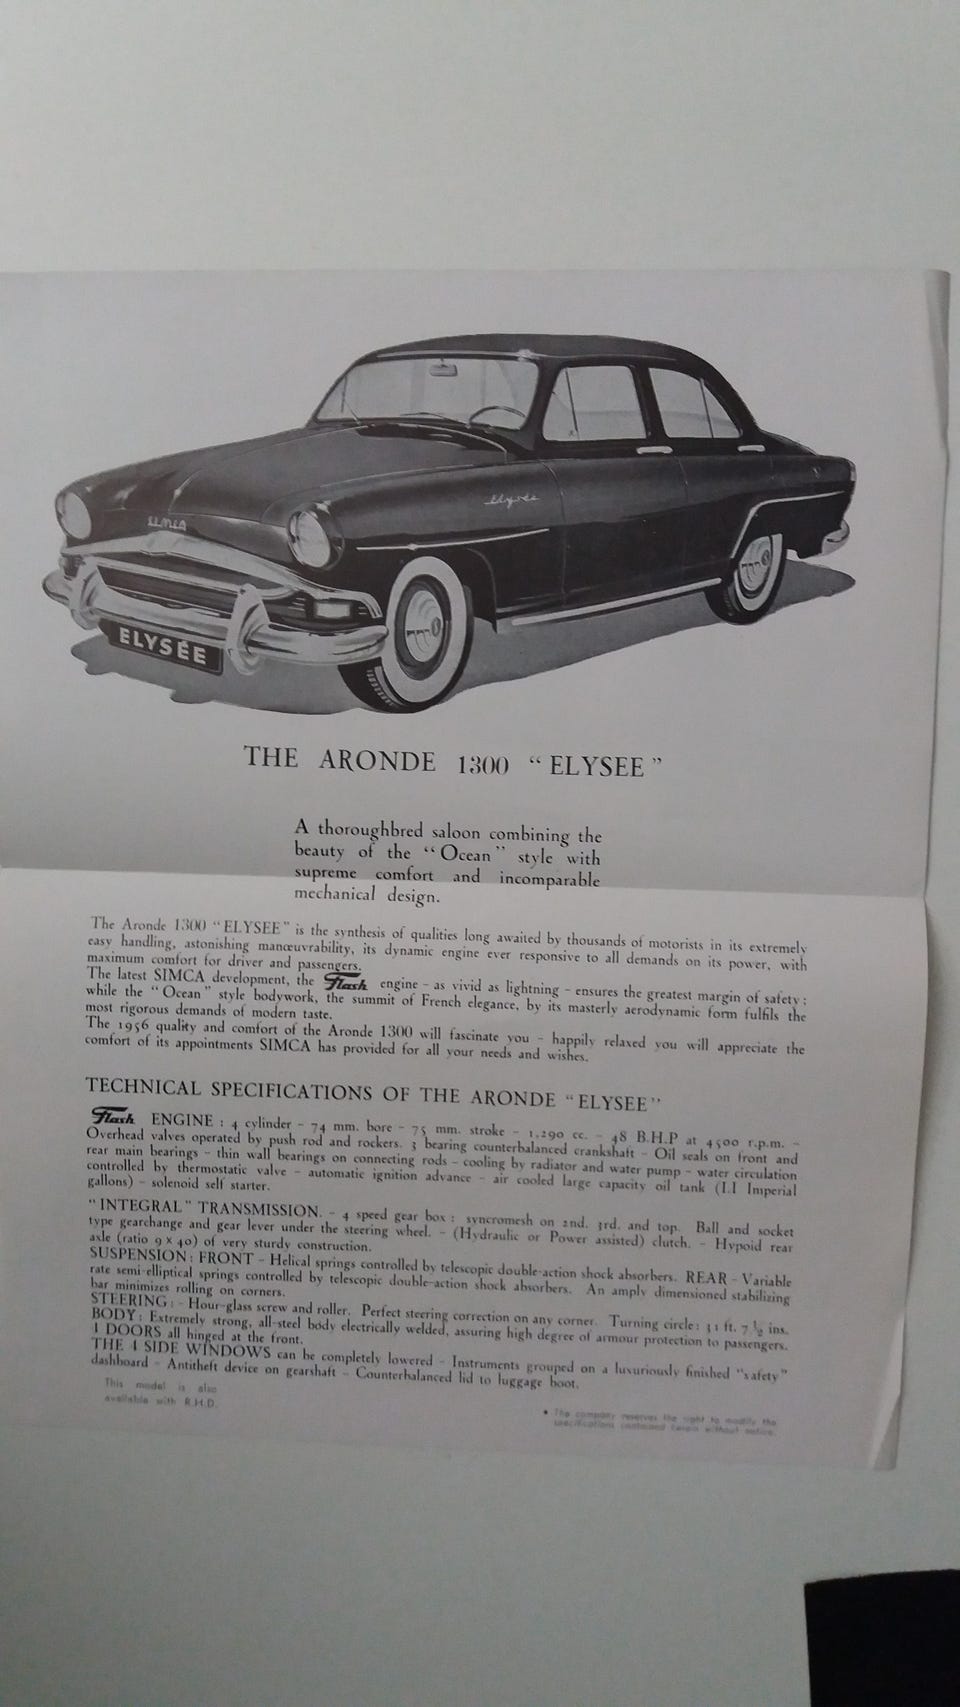 Elysée
SIMCA
ELYSÉE
THE ARONDE 1300 “ELYSEE”
A thoroughbred saloon combining the
beauty of the “Ocean” style with
supreme comfort and incomparable
mechanical design.
The Aronde 1300 “ELYSEE” is the synthesis of qualities long awaited by thousands of motorists in its extremely
easy handling, astonishing manœuvrability, its dynamic engine ever responsive to all demands on its power, with
maximum comfort for driver and passengers.
The latest SIMCA development, the Flash engine - as vivid as lightning - ensures the greatest margin of safety;
while the “Ocean” style bodywork, the summit of French elegance, by its masterly aerodynamic form fulfils the
most rigorous demands of modern taste.
The 1956 quality and comfort of the Aronde 1300 will fascinate you - happily relaxed you will appreciate the
comfort of its appointments SIMCA has provided for all your needs and wishes.
TECHNICAL SPECIFICATIONS OF THE ARONDE “ELYSEE”
Flash ENGINE : 4 cylinder - 74 mm. bore - 75 mm. stroke - 1,290 cc. - 48 B.H.P at 4500 r.p.m. -
Overhead valves operated by push rod and rockers. 3 bearing counterbalanced crankshaft - Oil seals on front and
rear main bearings - thin wall bearings on connecting rods - cooling by radiator and water pump - water circulation
controlled by thermostatic valve - automatic ignition advance - air cooled large capacity oil tank (1.1 Imperial
gallons) - solenoid self starter.
“INTEGRAL” TRANSMISSION. - 4 speed gear box : syncromesh on 2nd. 3rd. and top. Ball and socket
type gearchange and gear lever under the steering wheel. - (Hydraulic or Power assisted) clutch. - Hypoid rear
axle (ratio 9 × 40) of very sturdy construction.
SUSPENSION : FRONT - Helical springs controlled by telescopic double-action shock absorbers. REAR - Variable
rate semi-elliptical springs controlled by telescopic double-action shock absorbers. An amply dimensioned stabilizing
bar minimizes rolling on corners.
STEERING : - Hour-glass screw and roller. Perfect steering correction on any corner. Turning circle : 31 ft. 7 ½ ins.
BODY : Extremely strong, all-steel body electrically welded, assuring high degree of armour protection to passengers.
4 DOORS all hinged at the front.
THE 4 SIDE WINDOWS can be completely lowered - Instruments grouped on a luxuriously finished “safety”
dashboard - Antitheft device on gearshaft - Counterbalanced lid to luggage boot.
This model is also
available with R.H.D.
• The company reserves the right to modify the
specifications contained herein without notice.